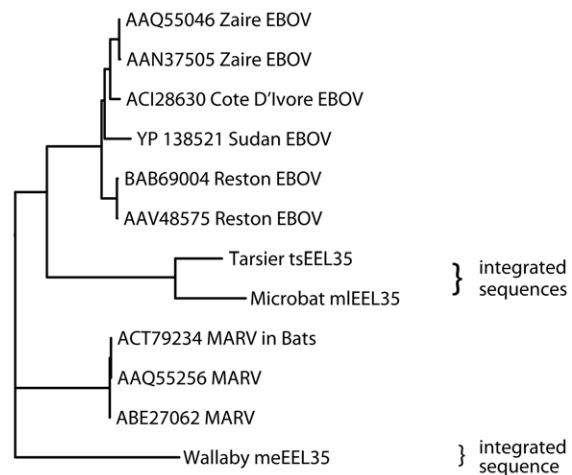 AAQ55046 Zaire EBOV
AAN37505 Zaire EBOV
ACI28630 Cote D'Ivore EBOV
YP 138521 Sudan EBOV
BAB69004 Reston EBOV
AAV48575 Reston EBOV
Tarsier tsEEL35
Microbat mlEEL35
} integrated
sequences
ACT79234 MARV in Bats
AAQ55256 MARV
ABE27062 MARV
Wallaby meEEL35
} integrated
sequence